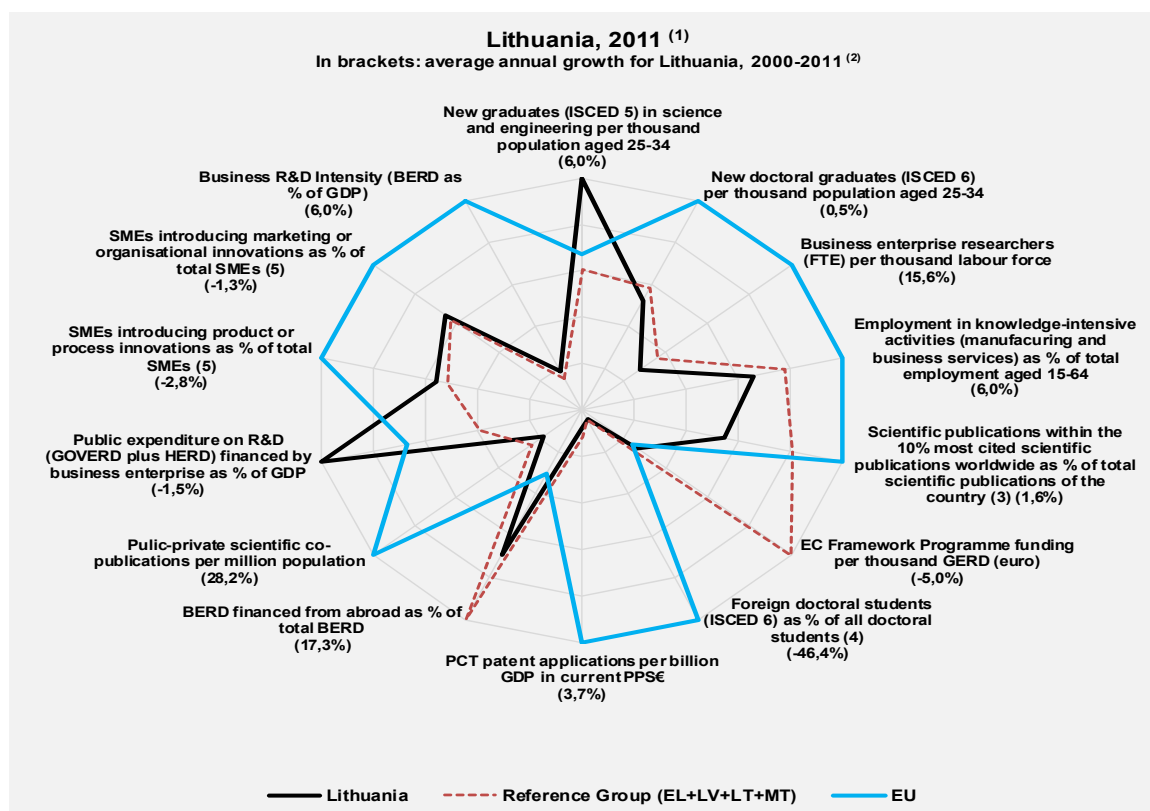 Lithuania, 2011 (1)
In brackets: average annual growth for Lithuania, 2000-2011 (2)
New graduates (ISCED 5) in science
and engineering per thousand
population aged 25-34
(6,0%)
New doctoral graduates (ISCED 6)
per thousand population aged 25-34
(0,5%)
Business enterprise researchers
(FTE) per thousand labour force
(15,6%)
Employment in knowledge-intensive
activities (manufacuring and
business services) as % of total
employment aged 15-64
(6,0%)
Scientific publications within the
10% most cited scientific
publications worldwide as % of total
scientific publications of the
country (3) (1,6%)
EC Framework Programme funding
per thousand GERD (euro)
(-5,0%)
Foreign doctoral students
(ISCED 6) as % of all doctoral
students (4)
(-46,4%)
PCT patent applications per billion
GDP in current PPS€
(3,7%)
BERD financed from abroad as % of
total BERD
(17,3%)
Pulic-private scientific co-
publications per million population
(28,2%)
Public expenditure on R&D
(GOVERD plus HERD) financed by
business enterprise as % of GDP
(-1,5%)
SMEs introducing product or
process innovations as % of total
SMEs (5)
(-2,8%)
SMEs introducing marketing or
organisational innovations as % of
total SMEs (5)
(-1,3%)
Business R&D Intensity (BERD as
% of GDP)
(6,0%)
Lithuania
Reference Group (EL+LV+LT+MT)
EU